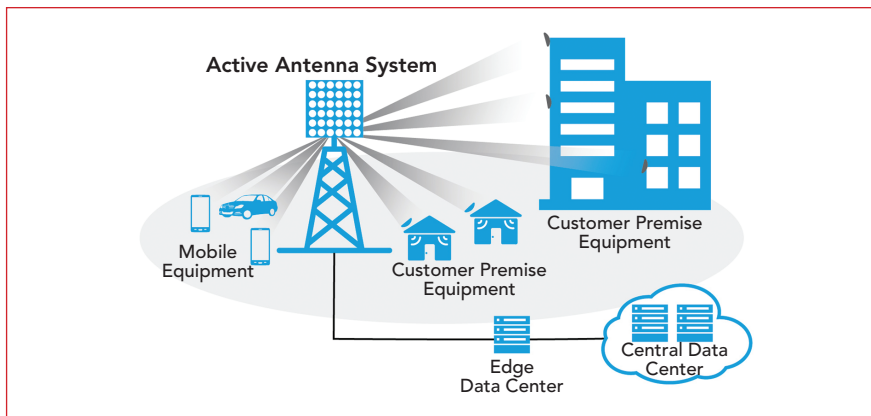 Active Antenna System
Mobile
Equipment
Customer Premise
Equipment
Customer Premise
Equipment
Edge
Data Center
Central Data
Center